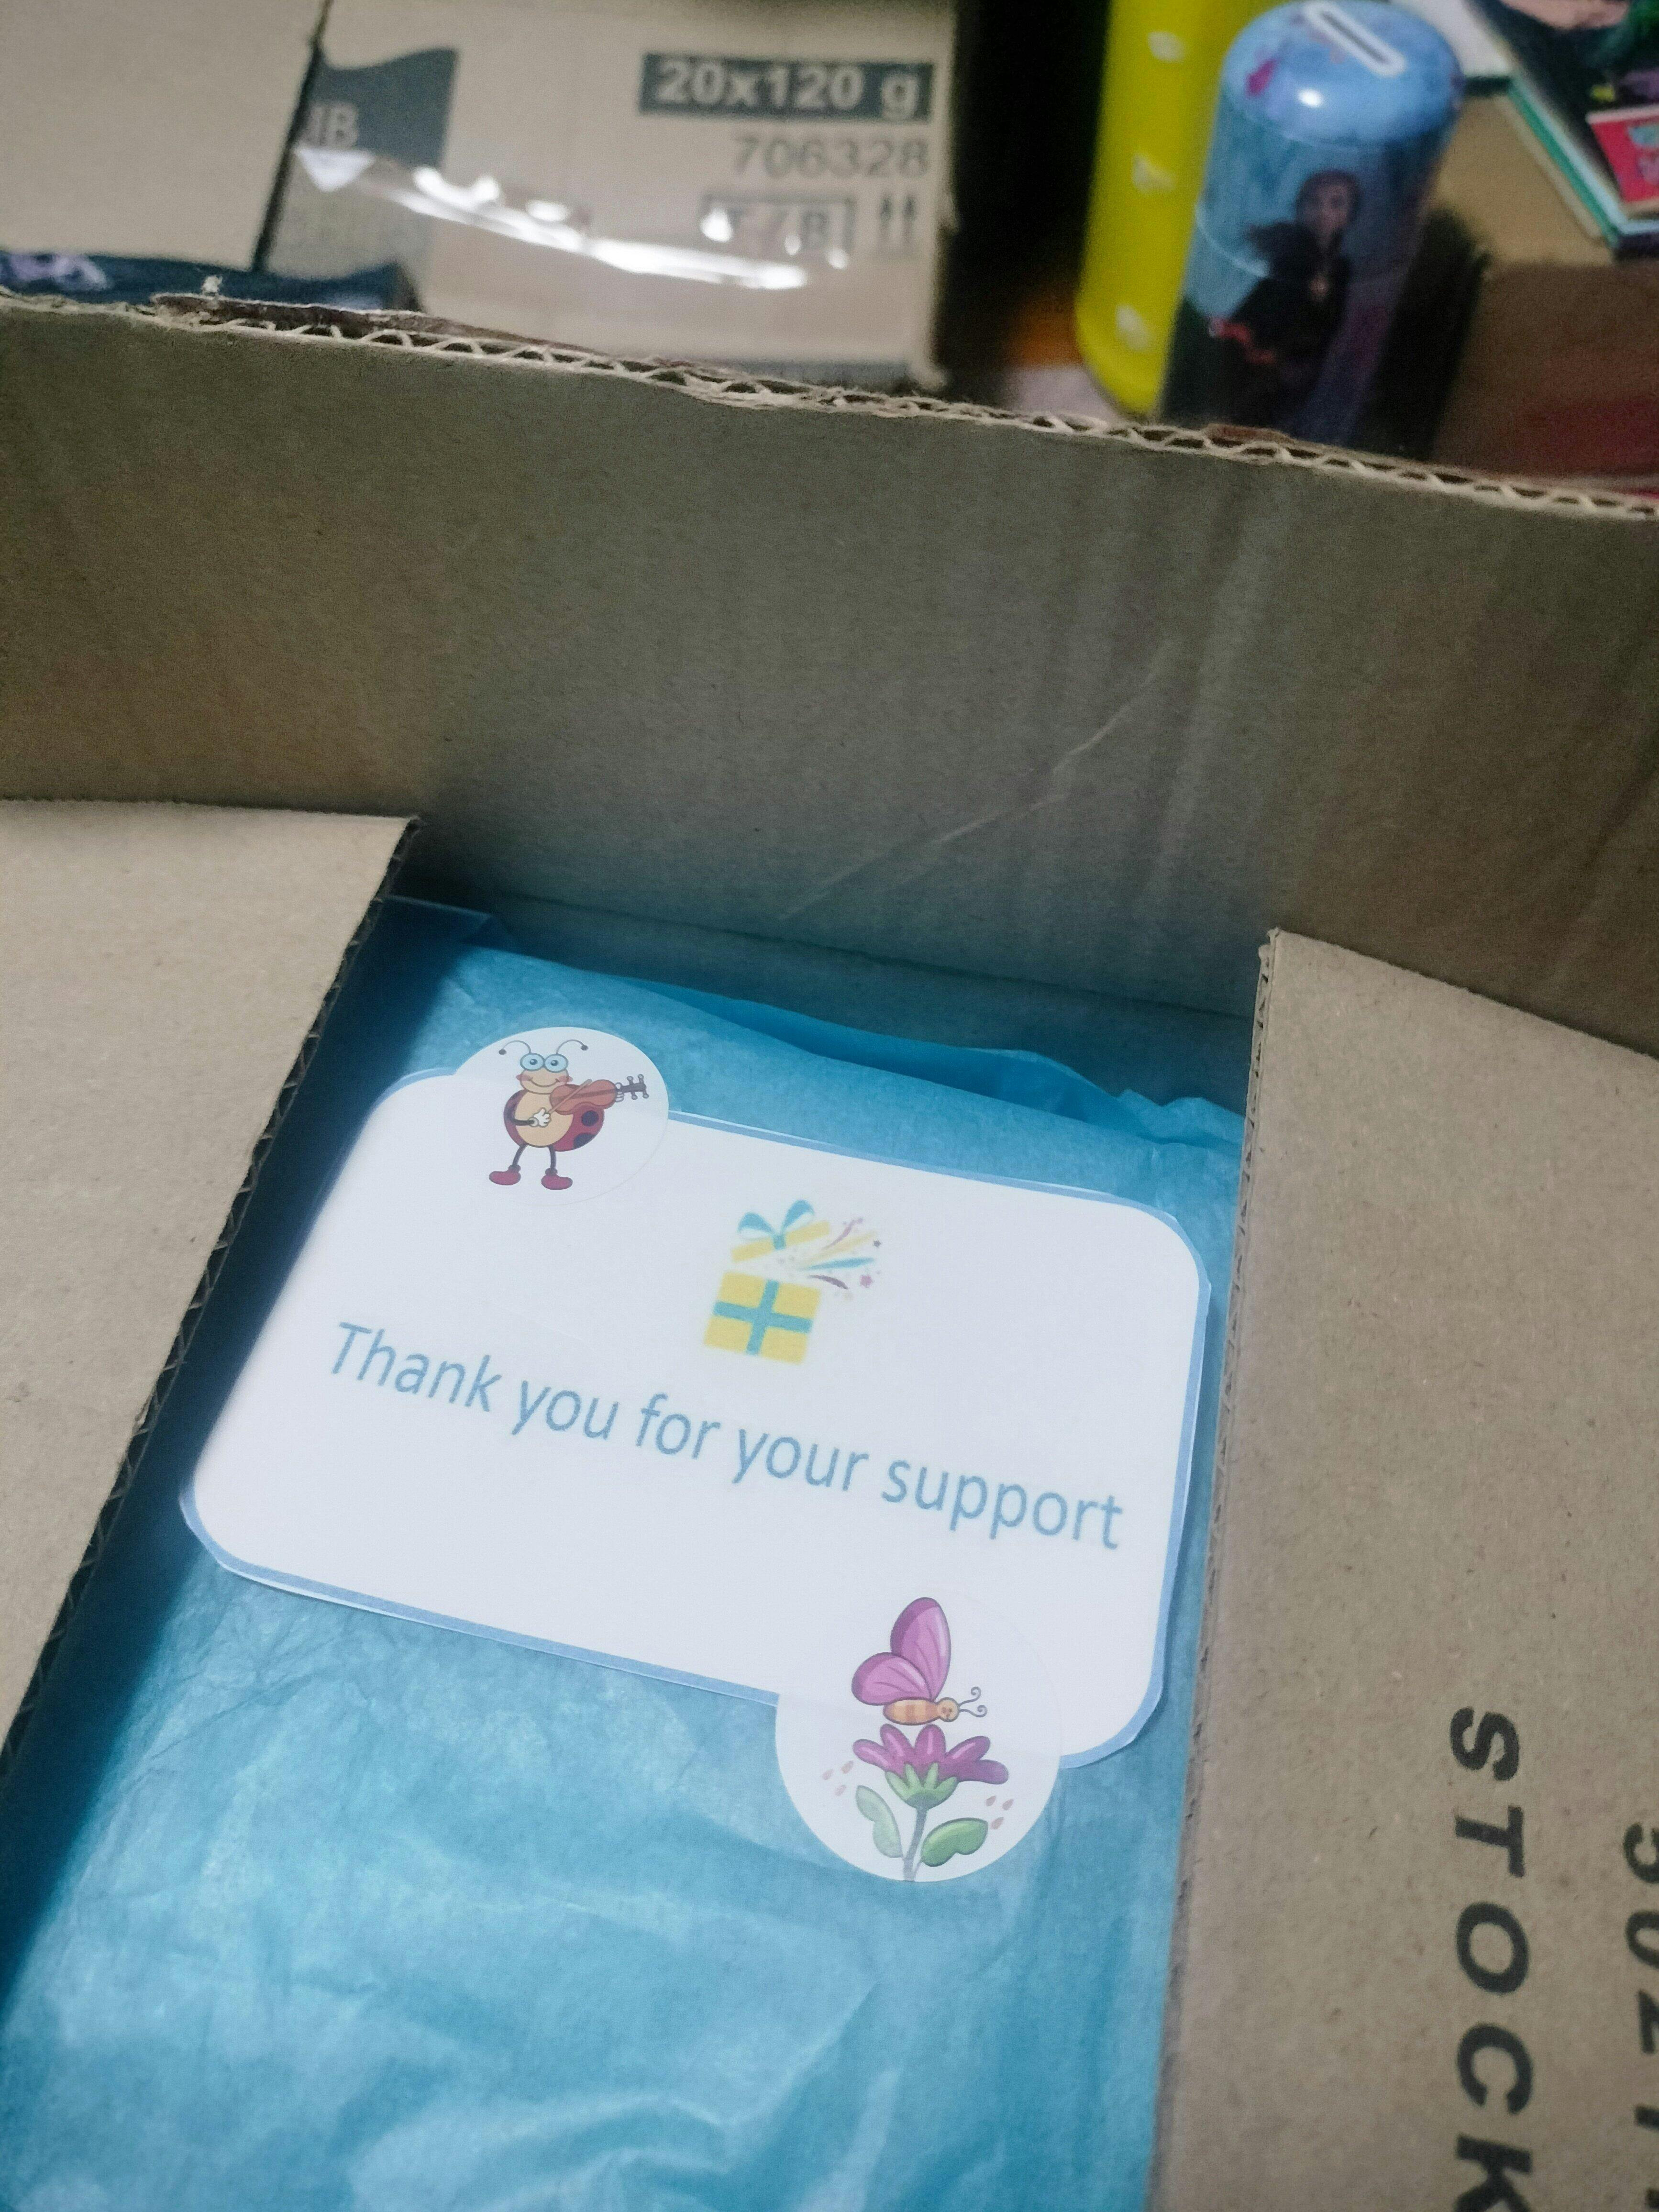 20x120 g
706328
Thank you for your support
STOCK